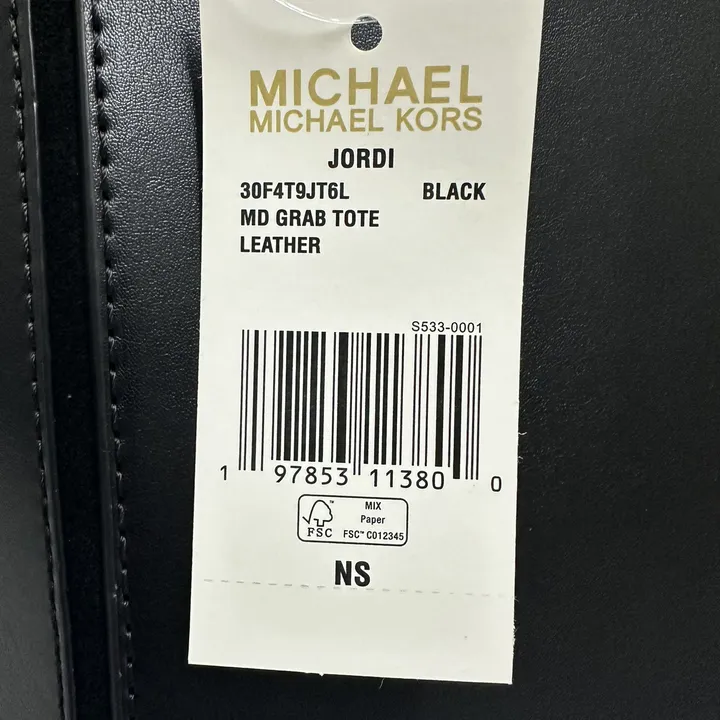 MICHAEL
MICHAEL KORS
JORDI
30F4T9JT6L BLACK
MD GRAB TOTE
LEATHER
S533-0001
1 97853 11380 0
FSC™
MIX
Paper
FSC™ C012345
NS